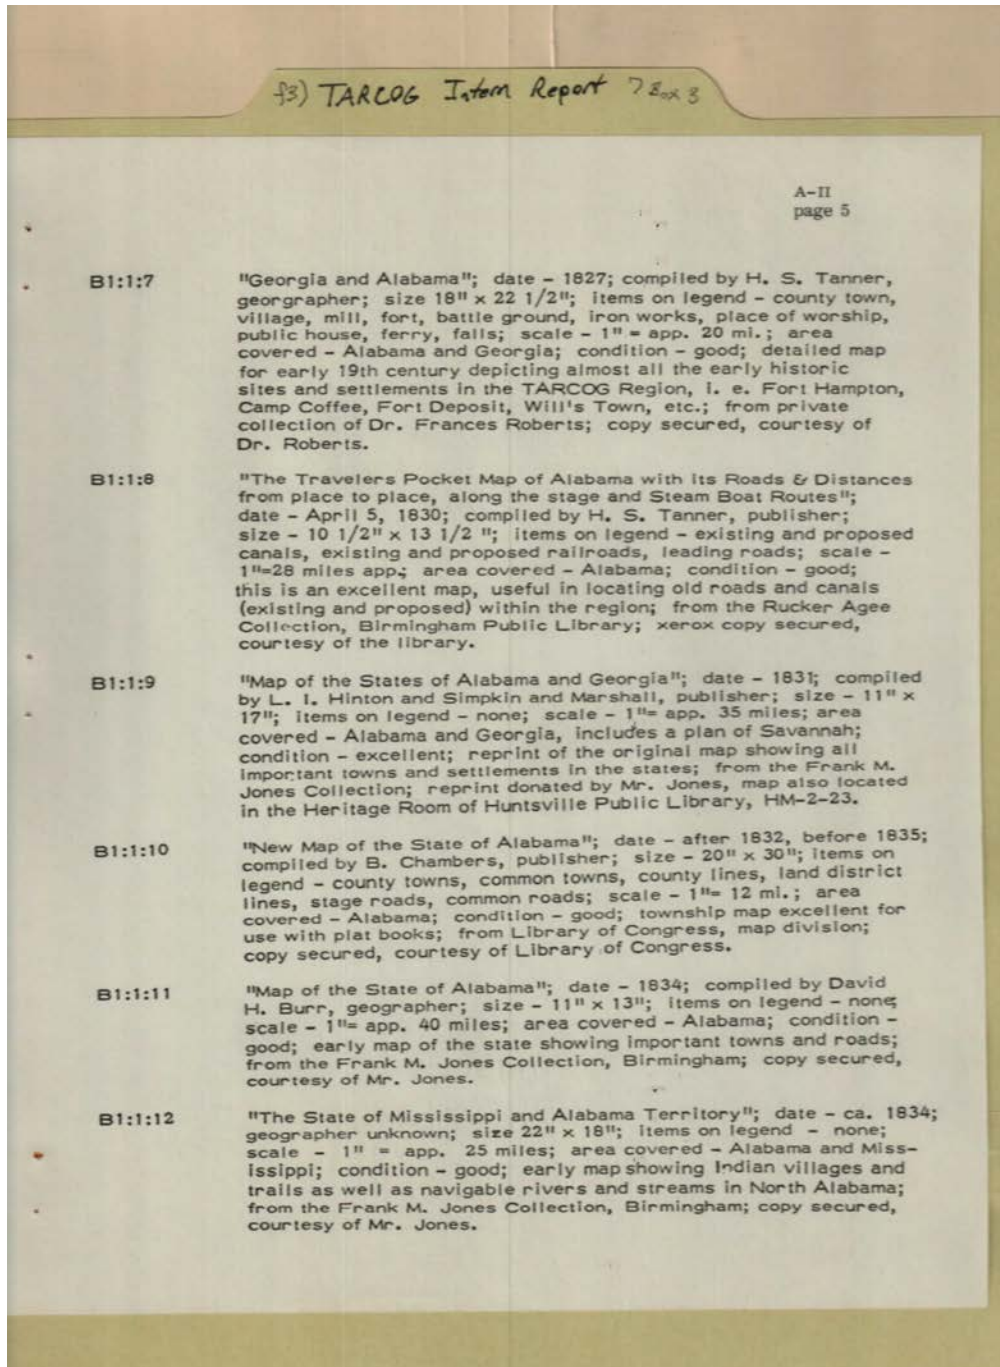 f3) TARCOG Intern Report 7 Box 3
A-II
page 5
B1:1:7
"Georgia and Alabama"; date - 1827; compiled by H. S. Tanner,
georgrapher; size 18" x 22 1/2"; items on legend - county town,
village, mill, fort, battle ground, iron works, place of worship,
public house, ferry, falls; scale - 1" = app. 20 mi.; area
covered - Alabama and Georgia; condition - good; detailed map
for early 19th century depicting almost all the early historic
sites and settlements in the TARCOG Region, i. e. Fort Hampton,
Camp Coffee, Fort Deposit, Will's Town, etc.; from private
collection of Dr. Frances Roberts; copy secured, courtesy of
Dr. Roberts.
B1:1:8
"The Travelers Pocket Map of Alabama with its Roads & Distances
from place to place, along the stage and Steam Boat Routes";
date - April 5, 1830; compiled by H. S. Tanner, publisher;
size - 10 1/2" x 13 1/2 "; items on legend - existing and proposed
canals, existing and proposed railroads, leading roads; scale -
1"=28 miles app.; area covered - Alabama; condition - good;
this is an excellent map, useful in locating old roads and canals
(existing and proposed) within the region; from the Rucker Agee
Collection, Birmingham Public Library; xerox copy secured,
courtesy of the library.
B1:1:9
"Map of the States of Alabama and Georgia"; date - 1831; compiled
by L. I. Hinton and Simpkin and Marshall, publisher; size - 11" x
17"; items on legend - none; scale - 1"= app. 35 miles; area
covered - Alabama and Georgia, includes a plan of Savannah;
condition - excellent; reprint of the original map showing all
important towns and settlements in the states; from the Frank M.
Jones Collection; reprint donated by Mr. Jones, map also located
in the Heritage Room of Huntsville Public Library, HM-2-23.
B1:1:10
"New Map of the State of Alabama"; date - after 1832, before 1835;
compiled by B. Chambers, publisher; size - 20" x 30"; items on
legend - county towns, common towns, county lines, land district
lines, stage roads, common roads; scale - 1"= 12 mi.; area
covered - Alabama; condition - good; township map excellent for
use with plat books; from Library of Congress, map division;
copy secured, courtesy of Library of Congress.
B1:1:11
"Map of the State of Alabama"; date - 1834; compiled by David
H. Burr, geographer; size - 11" x 13"; items on legend - none;
scale - 1"= app. 40 miles; area covered - Alabama; condition -
good; early map of the state showing important towns and roads;
from the Frank M. Jones Collection, Birmingham; copy secured,
courtesy of Mr. Jones.
B1:1:12
"The State of Mississippi and Alabama Territory"; date - ca. 1834;
geographer unknown; size 22" x 18"; items on legend - none;
scale - 1" = app. 25 miles; area covered - Alabama and Miss-
issippi; condition - good; early map showing Indian villages and
trails as well as navigable rivers and streams in North Alabama;
from the Frank M. Jones Collection, Birmingham; copy secured,
courtesy of Mr. Jones.